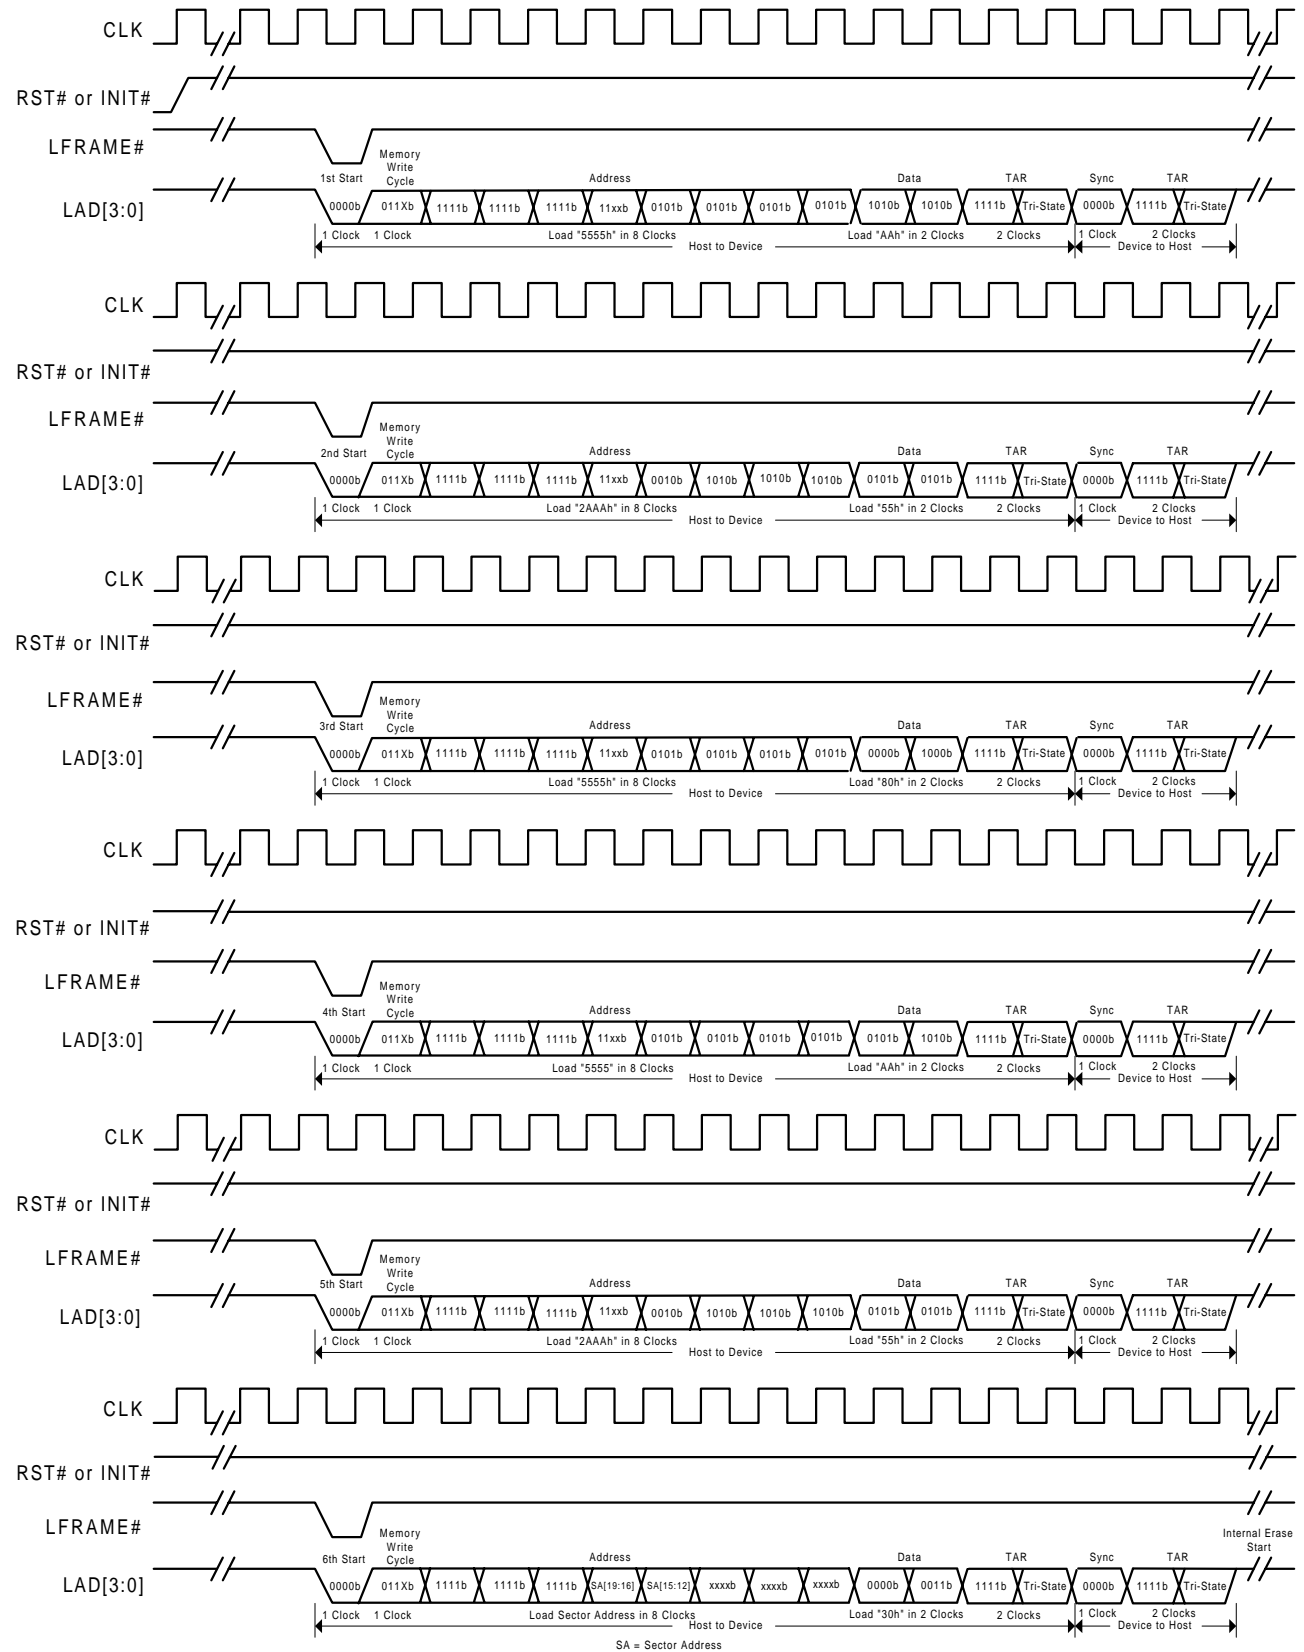 CLK
RST# or INIT#
LFRAME#
Memory
Write
Cycle
1st Start Address Data TAR Sync TAR
LAD[3:0] 0000b 011Xb 1111b 1111b 1111b 11xxb 0101b 0101b 0101b 0101b 1010b 1010b 1111b Tri-State 0000b 1111b Tri-State
1 Clock 1 Clock Load "5555h" in 8 Clocks Load "AAh" in 2 Clocks 2 Clocks 1 Clock 2 Clocks
Host to Device Device to Host
CLK
RST# or INIT#
LFRAME#
Memory
Write
Cycle
2nd Start Address Data TAR Sync TAR
LAD[3:0] 0000b 011Xb 1111b 1111b 1111b 11xxb 0010b 1010b 1010b 1010b 0101b 0101b 1111b Tri-State 0000b 1111b Tri-State
1 Clock 1 Clock Load "2AAAh" in 8 Clocks Load "55h" in 2 Clocks 2 Clocks 1 Clock 2 Clocks
Host to Device Device to Host
CLK
RST# or INIT#
LFRAME#
Memory
Write
Cycle
3rd Start Address Data TAR Sync TAR
LAD[3:0] 0000b 011Xb 1111b 1111b 1111b 11xxb 0101b 0101b 0101b 0101b 0000b 1000b 1111b Tri-State 0000b 1111b Tri-State
1 Clock 1 Clock Load "5555h" in 8 Clocks Load "80h" in 2 Clocks 2 Clocks 1 Clock 2 Clocks
Host to Device Device to Host
CLK
RST# or INIT#
LFRAME#
Memory
Write
Cycle
4th Start Address Data TAR Sync TAR
LAD[3:0] 0000b 011Xb 1111b 1111b 1111b 11xxb 0101b 0101b 0101b 0101b 0101b 1010b 1111b Tri-State 0000b 1111b Tri-State
1 Clock 1 Clock Load "5555" in 8 Clocks Load "AAh" in 2 Clocks 2 Clocks 1 Clock 2 Clocks
Host to Device Device to Host
CLK
RST# or INIT#
LFRAME#
Memory
Write
Cycle
5th Start Address Data TAR Sync TAR
LAD[3:0] 0000b 011Xb 1111b 1111b 1111b 11xxb 0010b 1010b 1010b 1010b 0101b 0101b 1111b Tri-State 0000b 1111b Tri-State
1 Clock 1 Clock Load "2AAAh" in 8 Clocks Load "55h" in 2 Clocks 2 Clocks 1 Clock 2 Clocks
Host to Device Device to Host
CLK
RST# or INIT#
LFRAME#
Memory
Write
Cycle
Internal Erase
Start
6th Start Address Data TAR Sync TAR
LAD[3:0] 0000b 011Xb 1111b 1111b 1111b SA[19:16] SA[15:12] xxxxb xxxxb xxxxb 0000b 0011b 1111b Tri-State 0000b 1111b Tri-State
1 Clock 1 Clock Load Sector Address in 8 Clocks Load "30h" in 2 Clocks 2 Clocks 1 Clock 2 Clocks
Host to Device Device to Host
SA = Sector Address